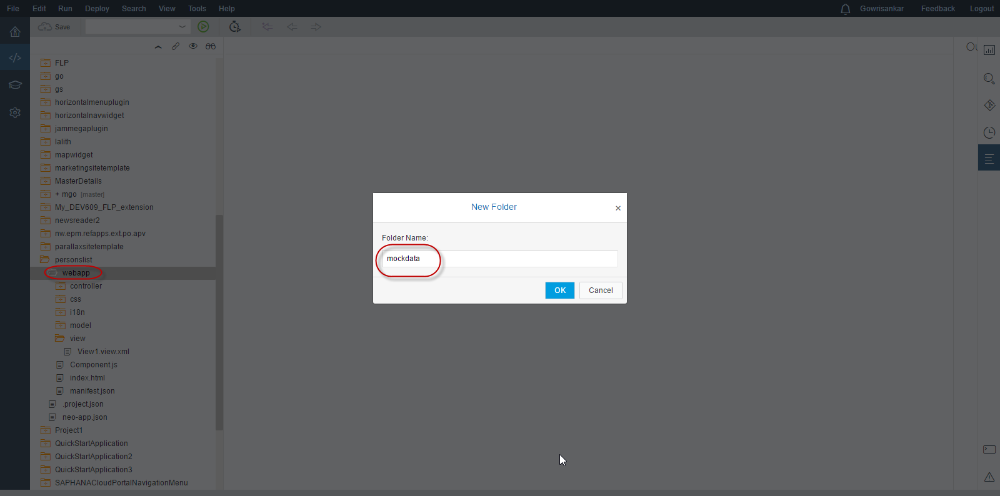 File Edit Run Deploy Search View Tools Help Gowrisankar Feedback Logout
Save
FLP
go
gs
horizontalmenuplugin
horizontalnavwidget
jammegaplugin
lalith
mapwidget
marketingsitetemplate
MasterDetails
+ mgo [master]
My_DEV609_FLP_extension
newsreader2
nw.epm.refapps.ext.po.apv
parallaxsitetemplate
personslist
webapp
controller
css
i18n
model
view
View1.view.xml
Component.js
index.html
manifest.json
.project.json
neo-app.json
Project1
QuickStartApplication
QuickStartApplication2
QuickStartApplication3
SAPHANACloudPortalNavigationMenu
New Folder
×
Folder Name:
mockdata
OK Cancel